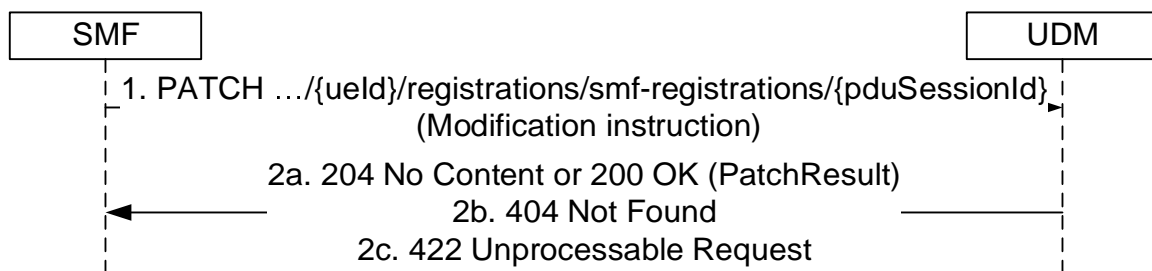 SMF
UDM
1. PATCH …/{ueId}/registrations/smf-registrations/{pduSessionId}
(Modification instruction)
2a. 204 No Content or 200 OK (PatchResult)
2b. 404 Not Found
2c. 422 Unprocessable Request